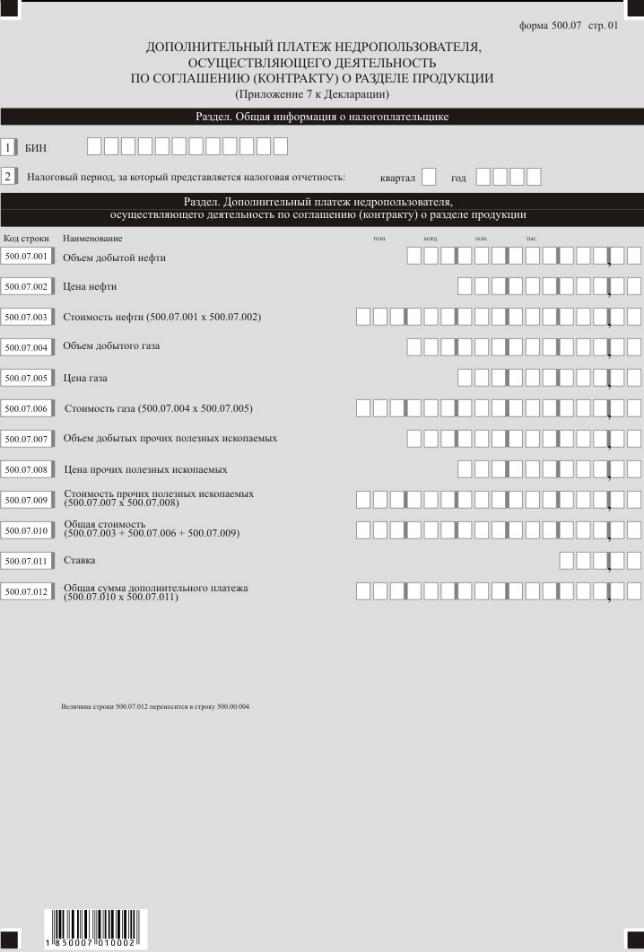 форма 500.07 стр. 01
ДОПОЛНИТЕЛЬНЫЙ ПЛАТЕЖ НЕДРОПОЛЬЗОВАТЕЛЯ,
ОСУЩЕСТВЛЯЮЩЕГО ДЕЯТЕЛЬНОСТЬ
ПО СОГЛАШЕНИЮ (КОНТРАКТУ) О РАЗДЕЛЕ ПРОДУКЦИИ
(Приложение 7 к Декларации)
Раздел. Общая информация о налогоплательщике
1 БИН
2 Налоговый период, за который представляется налоговая отчетность: квартал год
Раздел. Дополнительный платеж недропользователя,
осуществляющего деятельность по соглашению (контракту) о разделе продукции
Код строки Наименование трлн млрд млн тыс
500.07.001 Объем добытой нефти ,
500.07.002 Цена нефти ,
500.07.003 Стоимость нефти (500.07.001 х 500.07.002) ,
500.07.004 Объем добытого газа ,
500.07.005 Цена газа ,
500.07.006 Стоимость газа (500.07.004 х 500.07.005) ,
500.07.007 Объем добытых прочих полезных ископаемых ,
500.07.008 Цена прочих полезных ископаемых ,
500.07.009 Стоимость прочих полезных ископаемых
(500.07.007 х 500.07.008) ,
500.07.010 Общая стоимость
(500.07.003 + 500.07.006 + 500.07.009) ,
500.07.011 Ставка ,
500.07.012 Общая сумма дополнительного платежа
(500.07.010 х 500.07.011) ,
Величина строки 500.07.012 переносится в строку 500.00.004
1 850007 010002